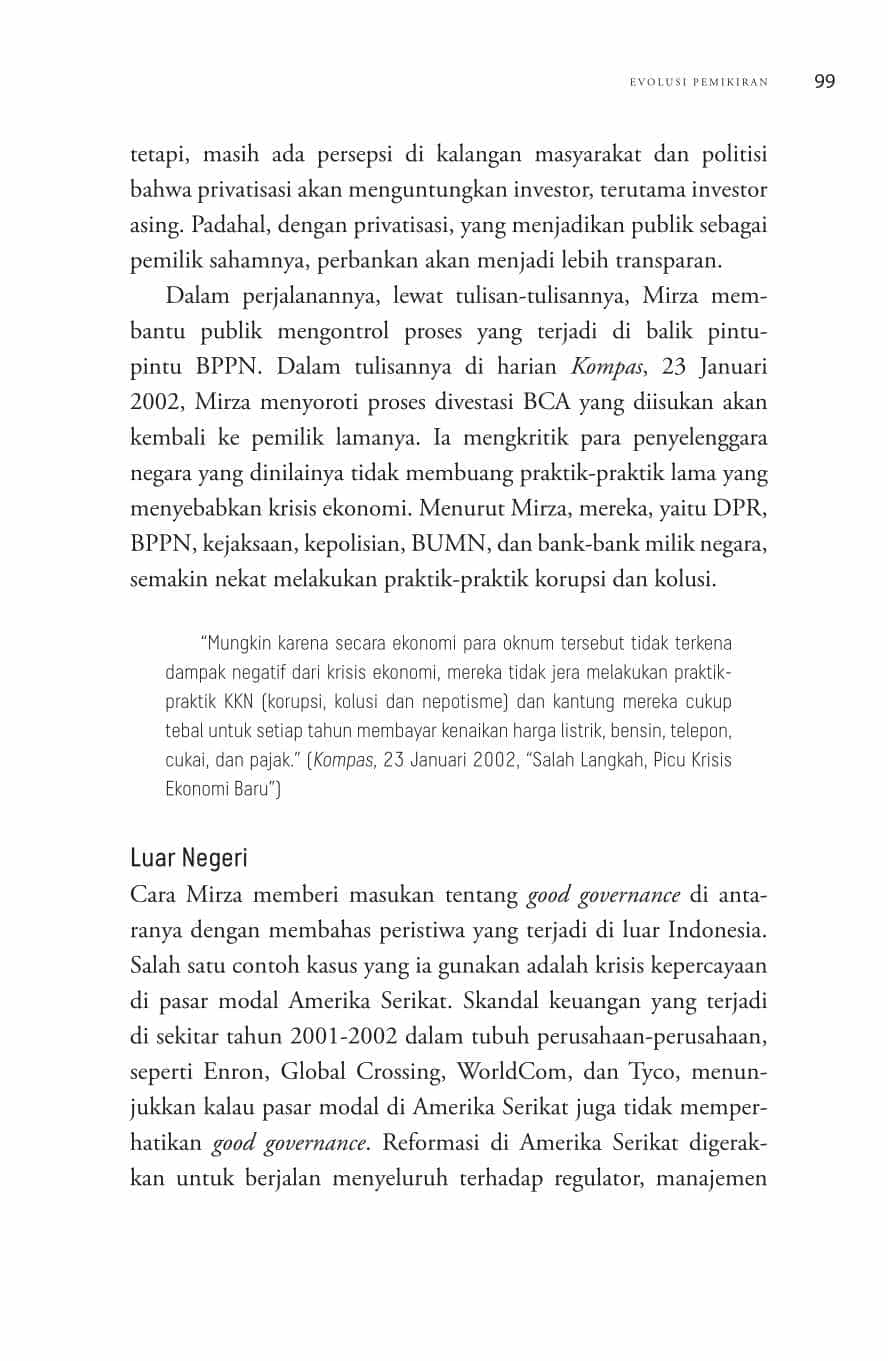 EVOLUSI PEMIKIRAN 99
tetapi, masih ada persepsi di kalangan masyarakat dan politisi
bahwa privatisasi akan menguntungkan investor, terutama investor
asing. Padahal, dengan privatisasi, yang menjadikan publik sebagai
pemilik sahamnya, perbankan akan menjadi lebih transparan.
Dalam perjalanannya, lewat tulisan-tulisannya, Mirza mem-
bantu publik mengontrol proses yang terjadi di balik pintu-
pintu BPPN. Dalam tulisannya di harian Kompas, 23 Januari
2002, Mirza menyoroti proses divestasi BCA yang diisukan akan
kembali ke pemilik lamanya. Ia mengkritik para penyelenggara
negara yang dinilainya tidak membuang praktik-praktik lama yang
menyebabkan krisis ekonomi. Menurut Mirza, mereka, yaitu DPR,
BPPN, kejaksaan, kepolisian, BUMN, dan bank-bank milik negara,
semakin nekat melakukan praktik-praktik korupsi dan kolusi.
“Mungkin karena secara ekonomi para oknum tersebut tidak terkena
dampak negatif dari krisis ekonomi, mereka tidak jera melakukan praktik-
praktik KKN (korupsi, kolusi dan nepotisme) dan kantung mereka cukup
tebal untuk setiap tahun membayar kenaikan harga listrik, bensin, telepon,
cukai, dan pajak.” (Kompas, 23 Januari 2002, “Salah Langkah, Picu Krisis
Ekonomi Baru”)
Luar Negeri
Cara Mirza memberi masukan tentang good governance di anta-
ranya dengan membahas peristiwa yang terjadi di luar Indonesia.
Salah satu contoh kasus yang ia gunakan adalah krisis kepercayaan
di pasar modal Amerika Serikat. Skandal keuangan yang terjadi
di sekitar tahun 2001-2002 dalam tubuh perusahaan-perusahaan,
seperti Enron, Global Crossing, WorldCom, dan Tyco, menun-
jukkan kalau pasar modal di Amerika Serikat juga tidak memper-
hatikan good governance. Reformasi di Amerika Serikat digerak-
kan untuk berjalan menyeluruh terhadap regulator, manajemen